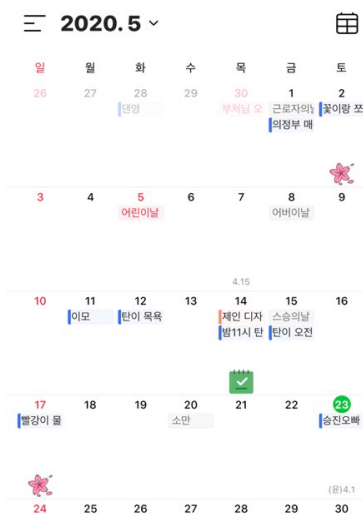 2020. 5
일 월 화 수 목 금 토
26 27 28 29 30 1 2
댄영 부처님 오 근로자의날 꽃이랑 쪼
의정부 매
3 4 5 6 7 8 9
어린이날 어버이날
4.15
10 11 12 13 14 15 16
이모 탄이 목욕 제인 디자 스승의날
밤11시 탄 탄이 오전
17 18 19 20 21 22 23
빨강이 물 소만 승진오빠
(윤)4.1
24 25 26 27 28 29 30